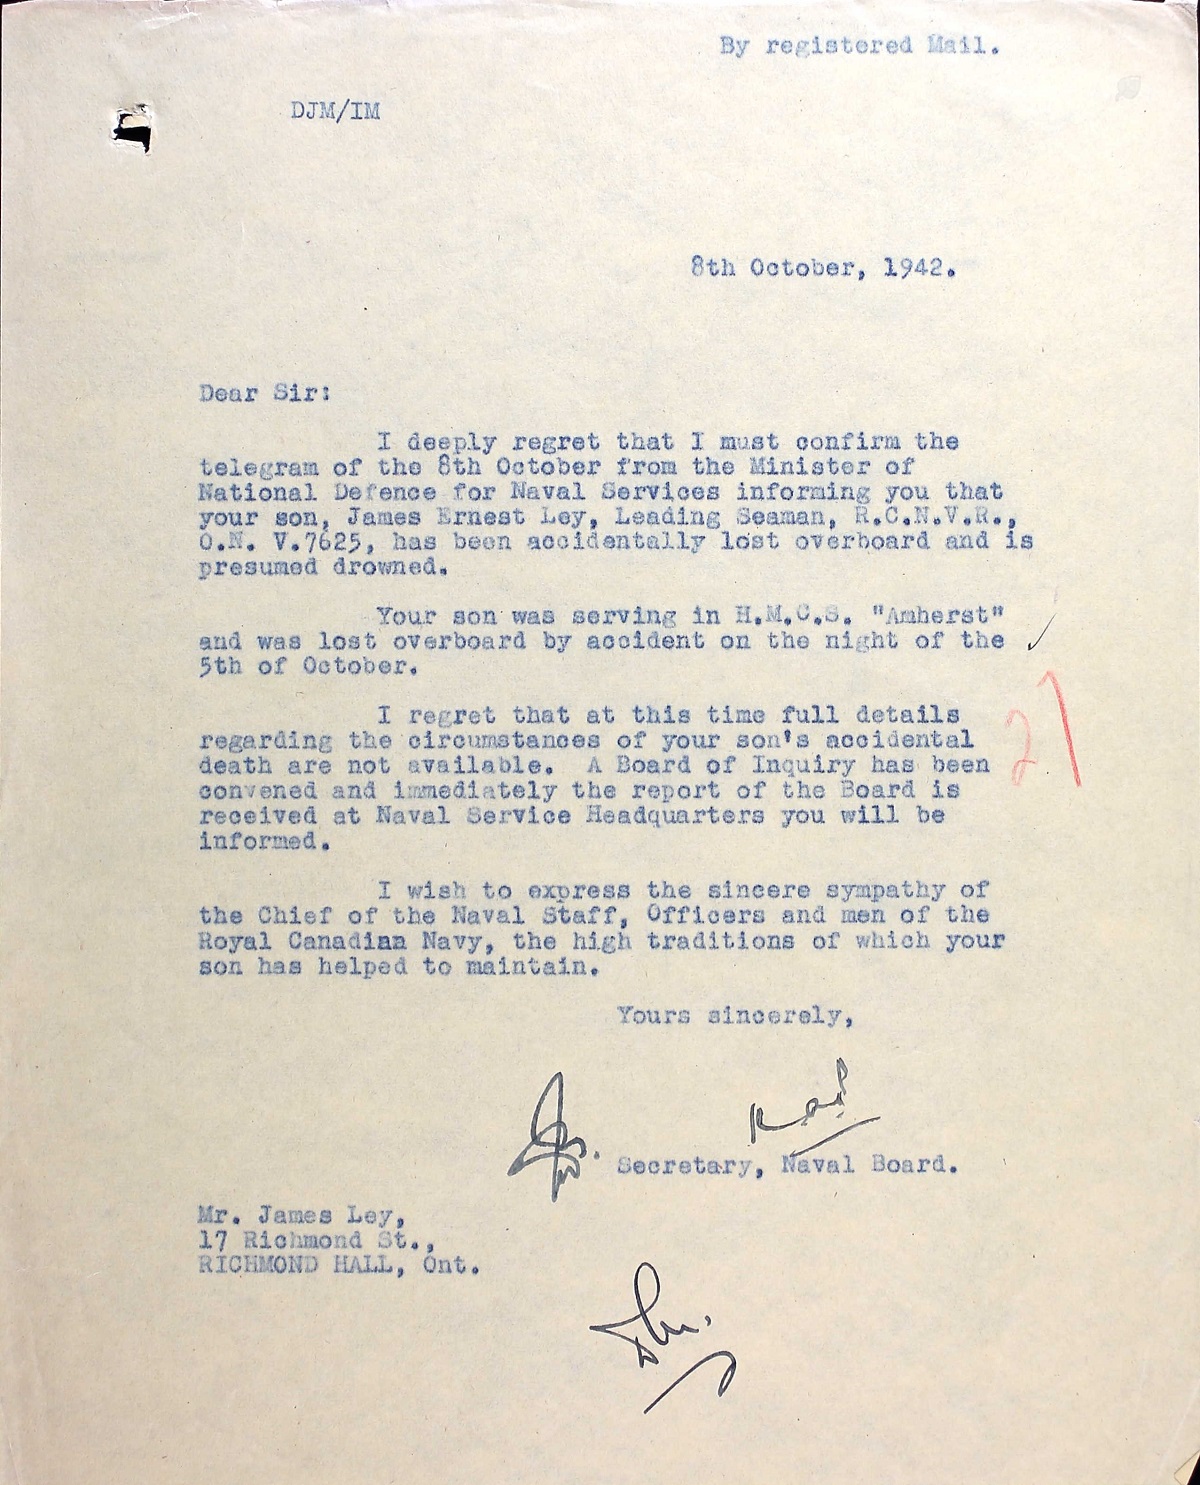 By registered Mail.
DJM/IM
8th October, 1942.
Dear Sir:
I deeply regret that I must confirm the
telegram of the 8th October from the Minister of
National Defence for Naval Services informing you that
your son, James Ernest Ley, Leading Seaman, R.C.N.V.R.,
O.N. V.7625, has been accidentally lost overboard and is
presumed drowned.
Your son was serving in H.M.C.S. "Amherst"
and was lost overboard by accident on the night of the
5th of October.
I regret that at this time full details
regarding the circumstances of your son's accidental
death are not available. A Board of Inquiry has been
convened and immediately the report of the Board is
received at Naval Service Headquarters you will be
informed.
21
I wish to express the sincere sympathy of
the Chief of the Naval Staff, Officers and men of the
Royal Canadian Navy, the high traditions of which your
son has helped to maintain.
Yours sincerely,
Secretary, Naval Board.
Mr. James Ley,
17 Richmond St.,
RICHMOND HALL, Ont.